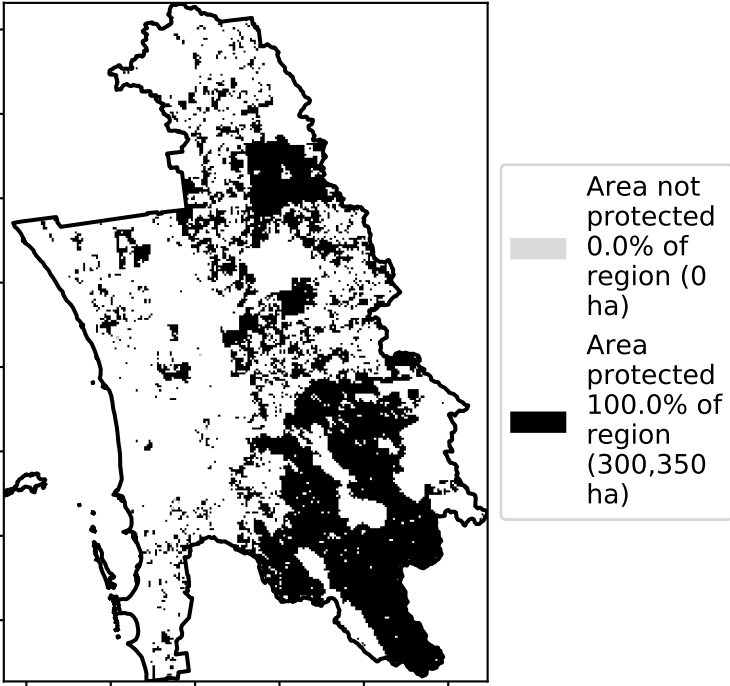 Area not
protected
0.0% of
region (0
ha)
Area
protected
100.0% of
region
(300,350
ha)